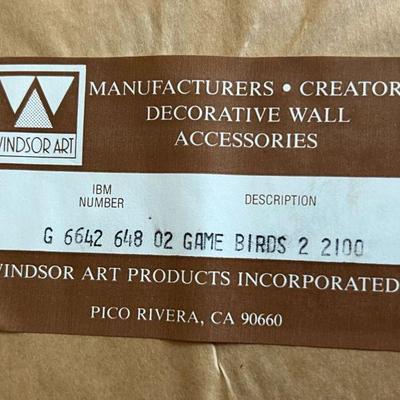 MANUFACTURERS • CREATOR
DECORATIVE WALL
ACCESSORIES
WINDSOR ART
IBM
NUMBER
DESCRIPTION
G 6642 648 02 GAME BIRDS 2 2100
WINDSOR ART PRODUCTS INCORPORATED
PICO RIVERA, CA 90660